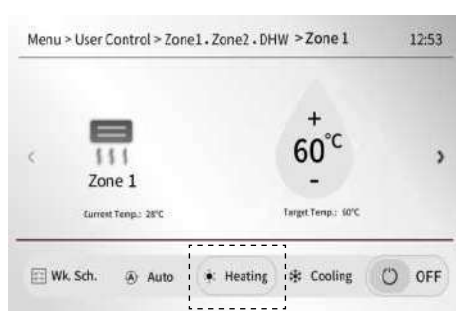 Menu > User Control > Zone1 . Zone2 . DHW > Zone 1 12:53
+
60°C
-
Zone 1
Current Temp.: 28°C Target Temp.: 60°C
Wk. Sch. Auto Heating Cooling OFF